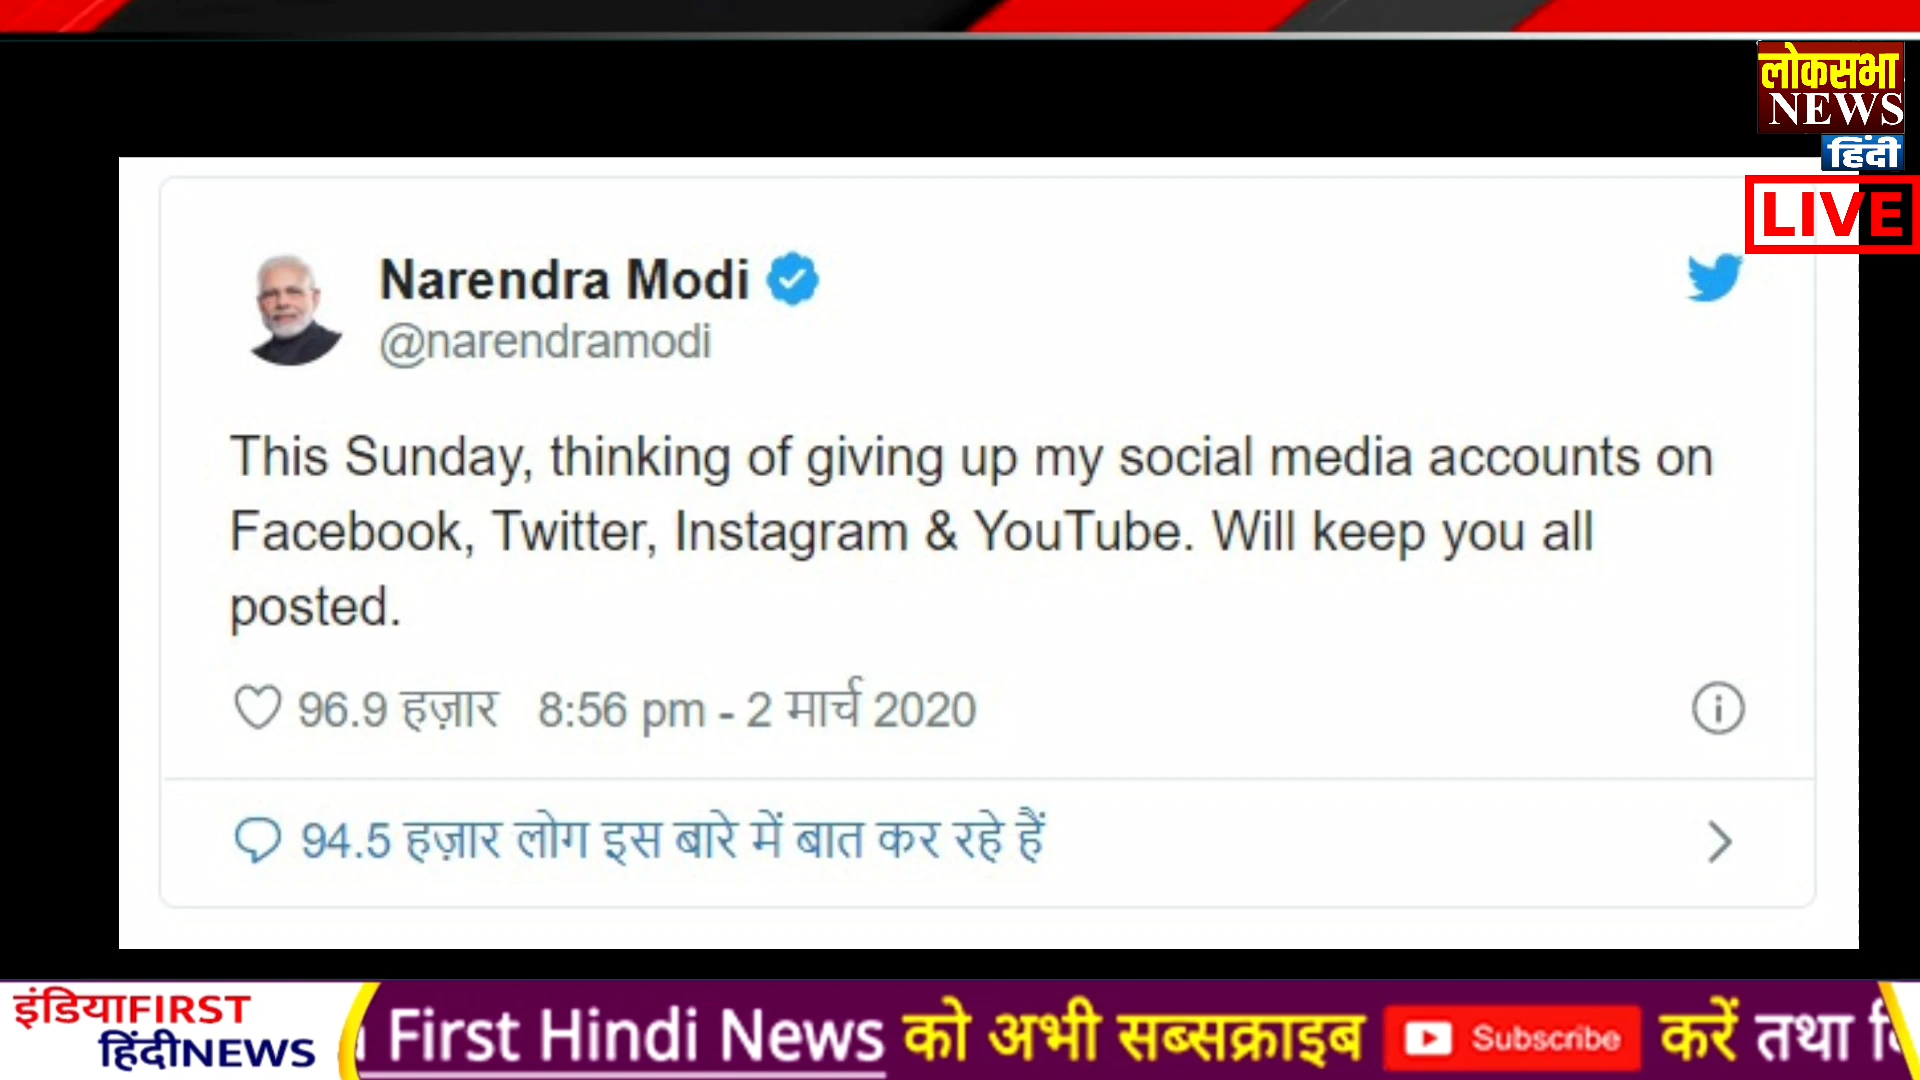 लोकसभा
NEWS
हिंदी
LIVE
Narendra Modi
@narendramodi
This Sunday, thinking of giving up my social media accounts on
Facebook, Twitter, Instagram & YouTube. Will keep you all
posted.
96.9 हज़ार 8:56 pm - 2 मार्च 2020
94.5 हज़ार लोग इस बारे में बात कर रहे हैं
इंडियाFIRST
हिंदीNEWS
First Hindi News को अभी सब्सक्राइब Subscribe करें तथा